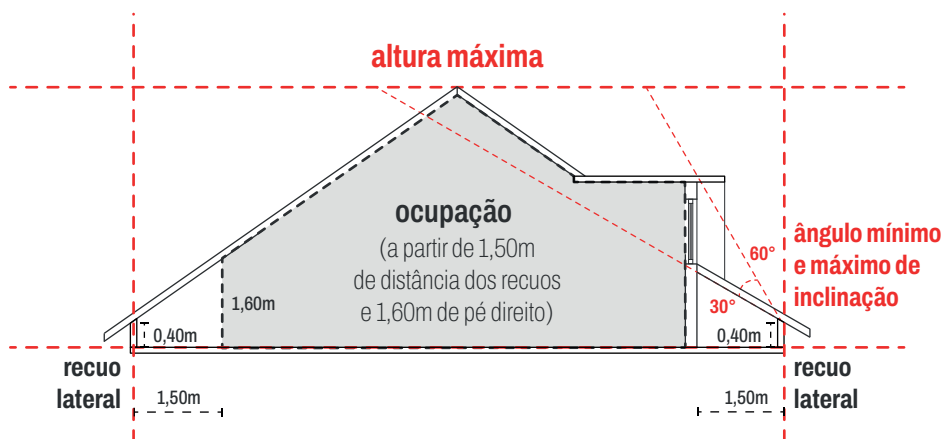 altura máxima
ocupação
(a partir de 1,50m
de distância dos recuos
e 1,60m de pé direito)
1,60m
60°
30°
ângulo mínimo
e máximo de
inclinação
0,40m
0,40m
recuo
lateral
1,50m
1,50m
recuo
lateral